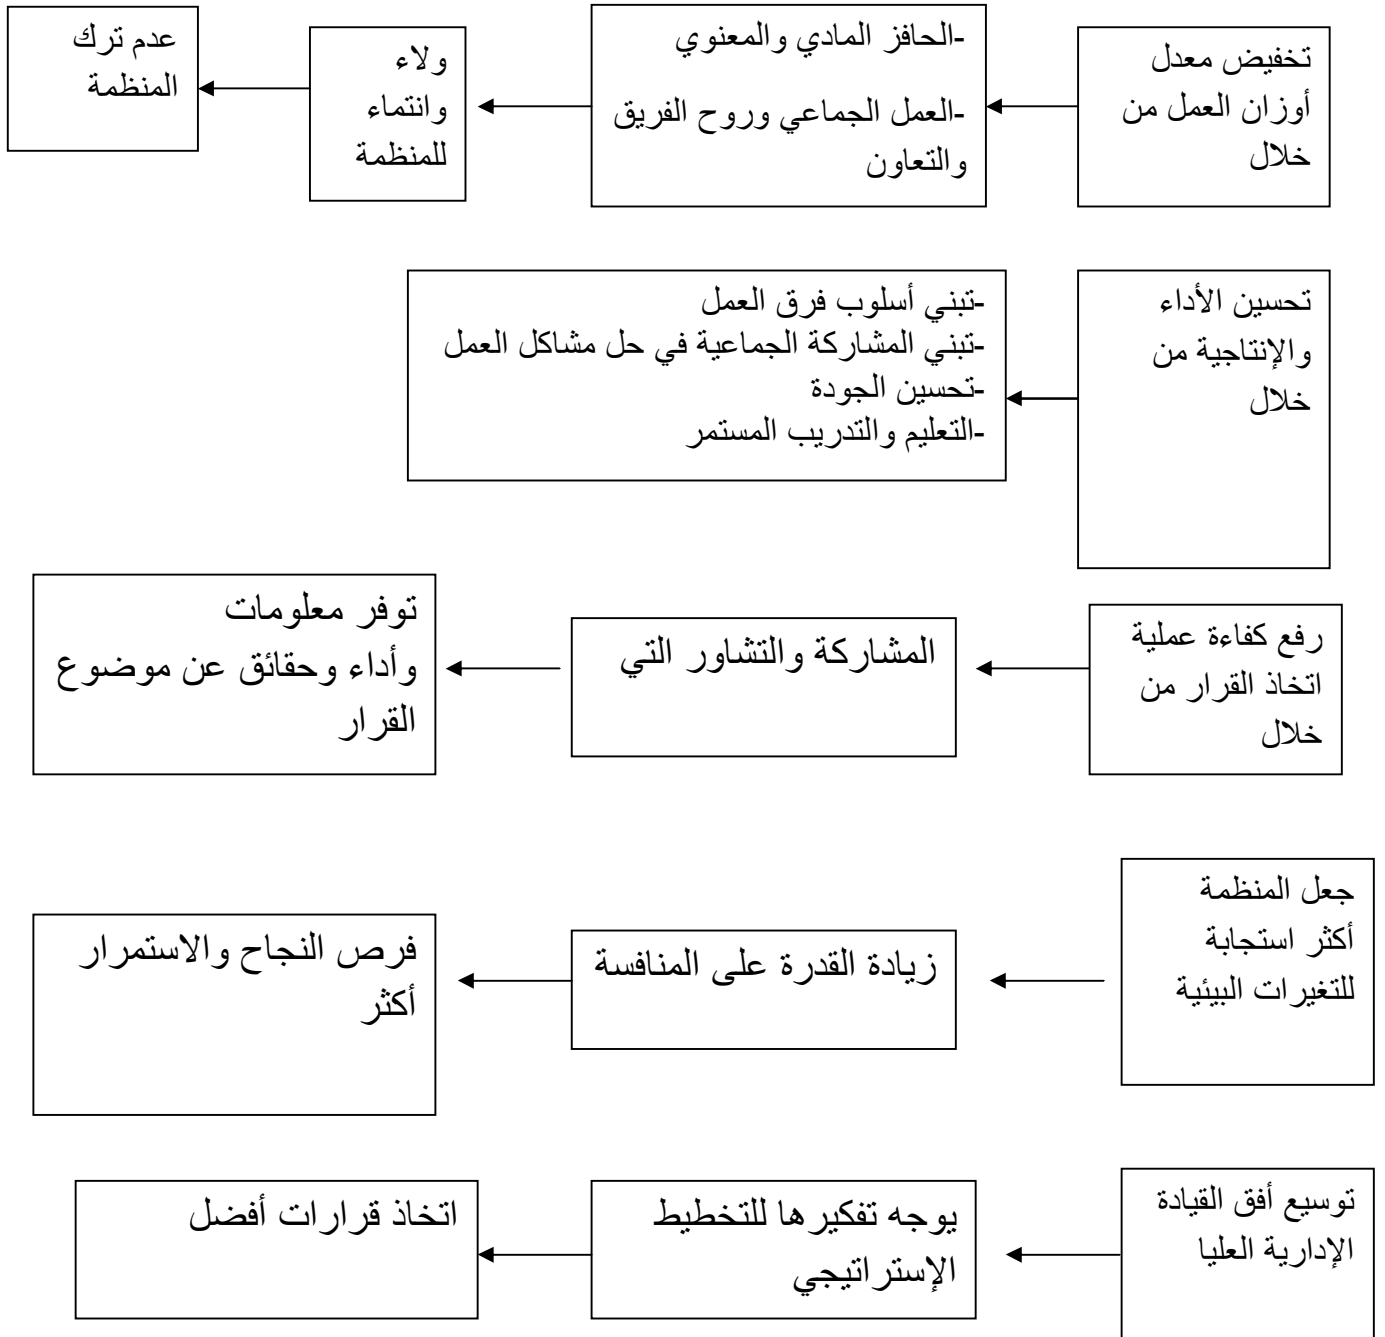 تخفيض معدل
أوزان العمل من
خلال
-الحافز المادي والمعنوي
-العمل الجماعي وروح الفريق
والتعاون
ولاء
وانتماء
للمنظمة
عدم ترك
المنظمة
تحسين الأداء
والإنتاجية من
خلال
-تبني أسلوب فرق العمل
-تبني المشاركة الجماعية في حل مشاكل العمل
-تحسين الجودة
-التعليم والتدريب المستمر
رفع كفاءة عملية
اتخاذ القرار من
خلال
المشاركة والتشاور التي
توفر معلومات
وأداء وحقائق عن موضوع
القرار
جعل المنظمة
أكثر استجابة
للتغيرات البيئية
زيادة القدرة على المنافسة
فرص النجاح والاستمرار
أكثر
توسيع أفق القيادة
الإدارية العليا
يوجه تفكيرها للتخطيط
الإستراتيجي
اتخاذ قرارات أفضل